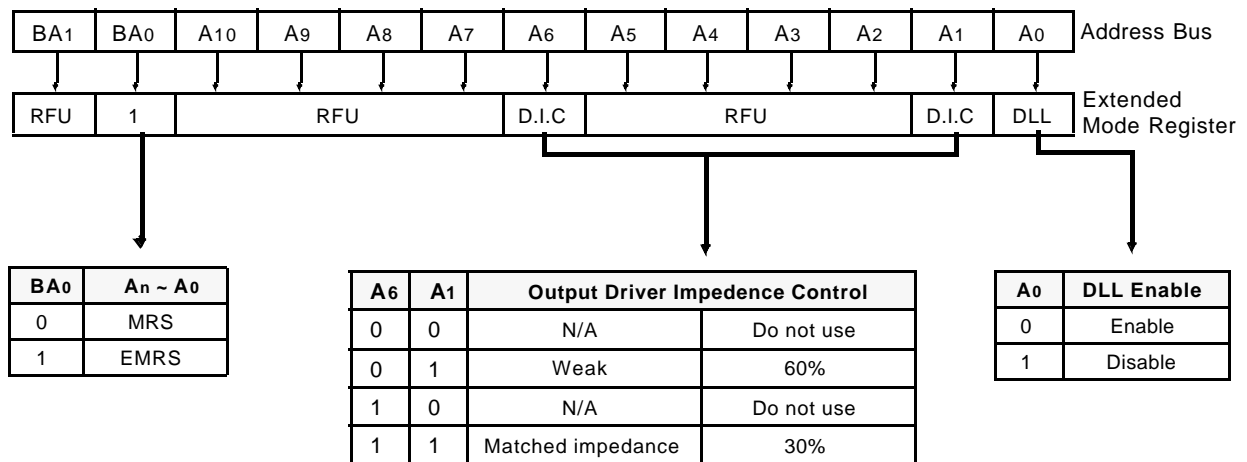 BA1 BA0 A10 A9 A8 A7 A6 A5 A4 A3 A2 A1 A0 Address Bus
RFU 1 RFU D.I.C RFU D.I.C DLL Extended
Mode Register
BA0 An ~ A0
0 MRS
1 EMRS
A6 A1 Output Driver Impedence Control
0 0 N/A Do not use
0 1 Weak 60%
1 0 N/A Do not use
1 1 Matched impedance 30%
A0 DLL Enable
0 Enable
1 Disable